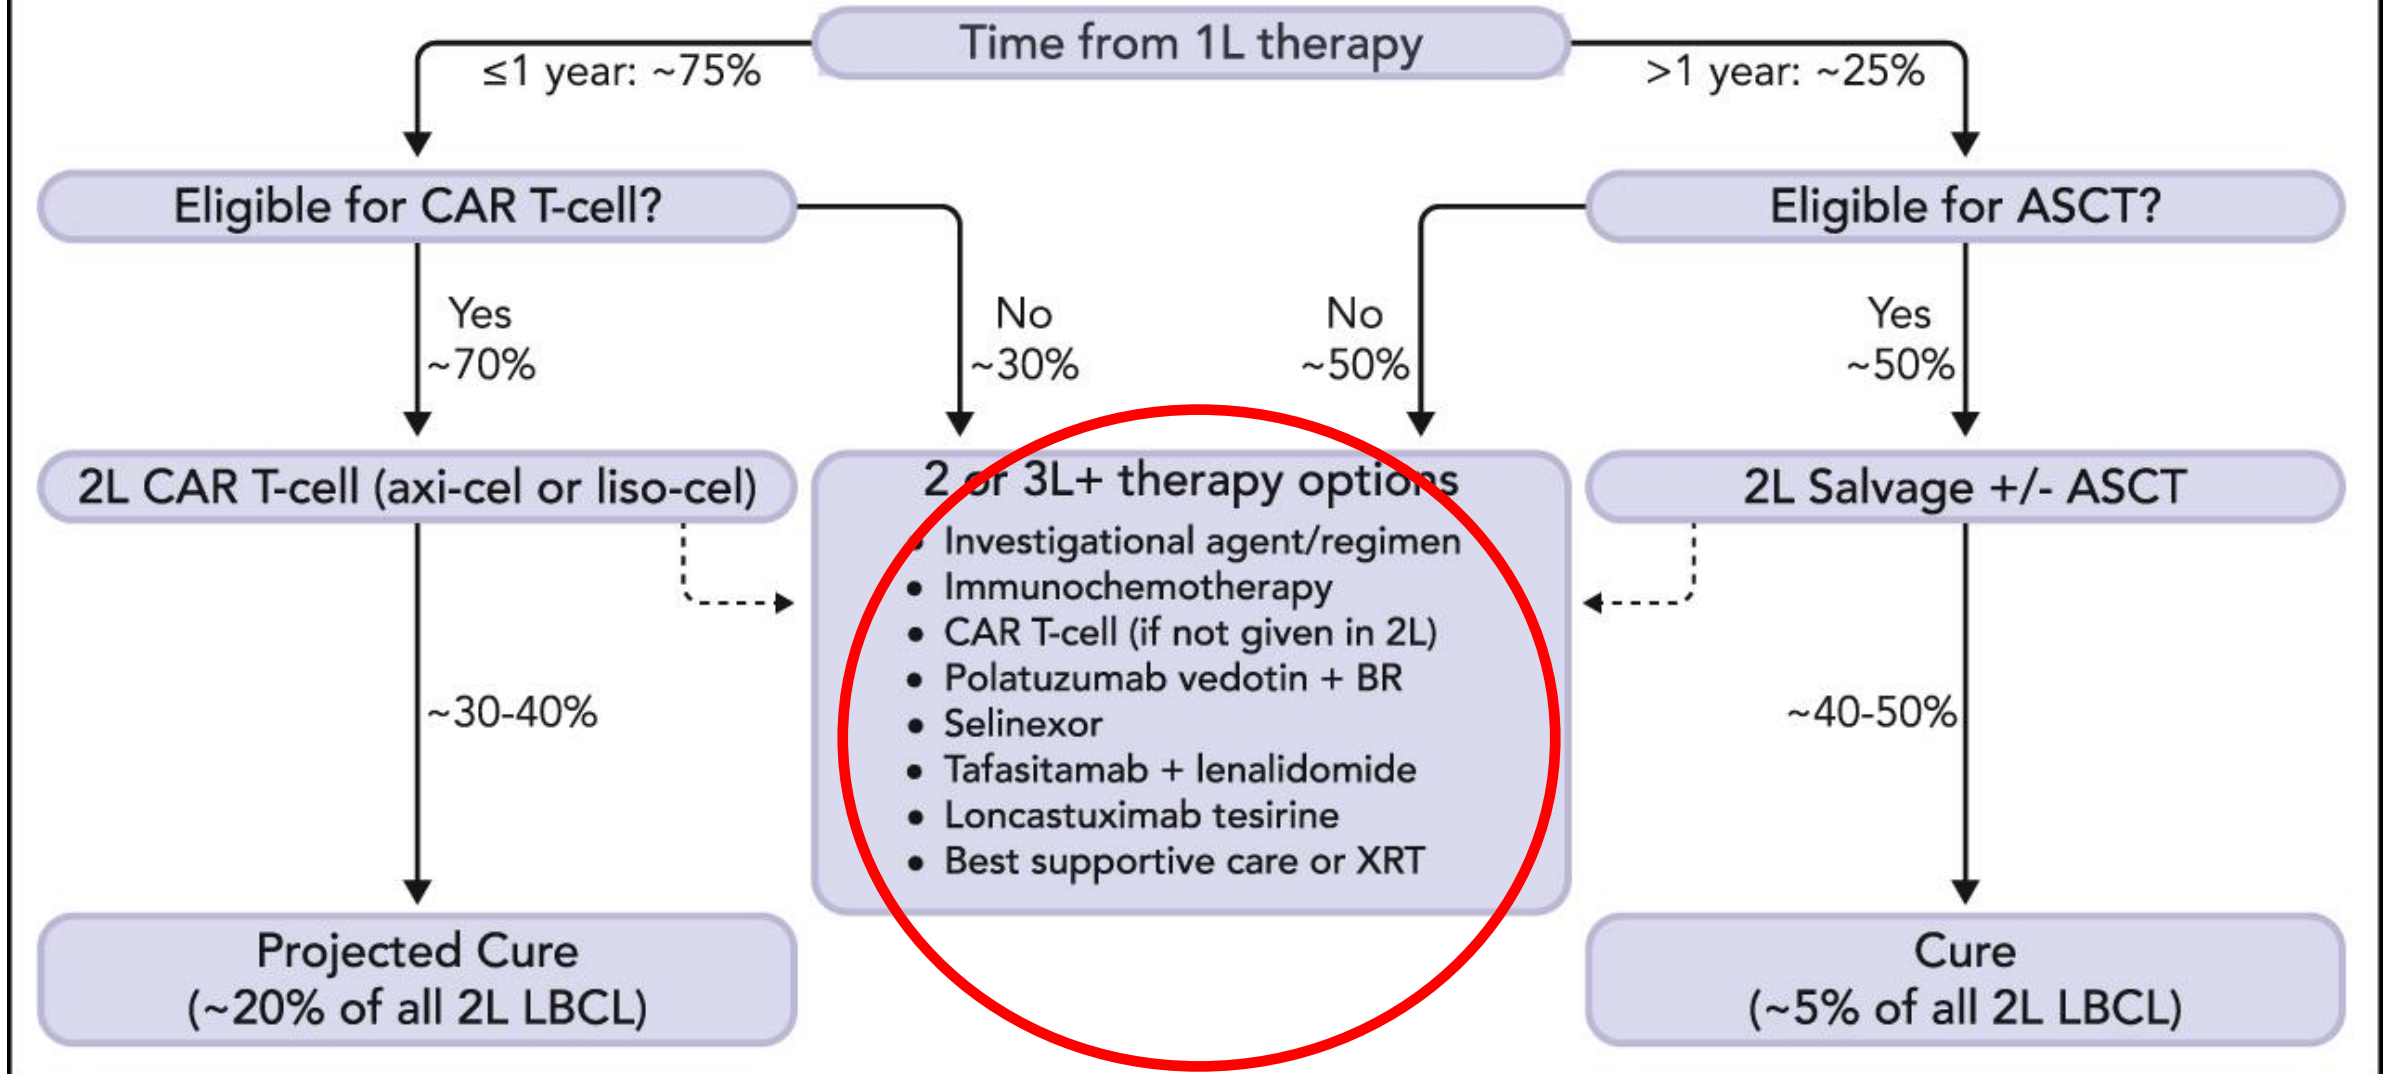 Time from 1L therapy
≤1 year: ~75%
>1 year: ~25%
Eligible for CAR T-cell?
Eligible for ASCT?
Yes
~70%
No
~30%
No
~50%
Yes
~50%
2L CAR T-cell (axi-cel or liso-cel)
2 or 3L+ therapy options
• Investigational agent/regimen
• Immunochemotherapy
• CAR T-cell (if not given in 2L)
• Polatuzumab vedotin + BR
• Selinexor
• Tafasitamab + lenalidomide
• Loncastuximab tesirine
• Best supportive care or XRT
2L Salvage +/- ASCT
~30-40%
~40-50%
Projected Cure
(~20% of all 2L LBCL)
Cure
(~5% of all 2L LBCL)